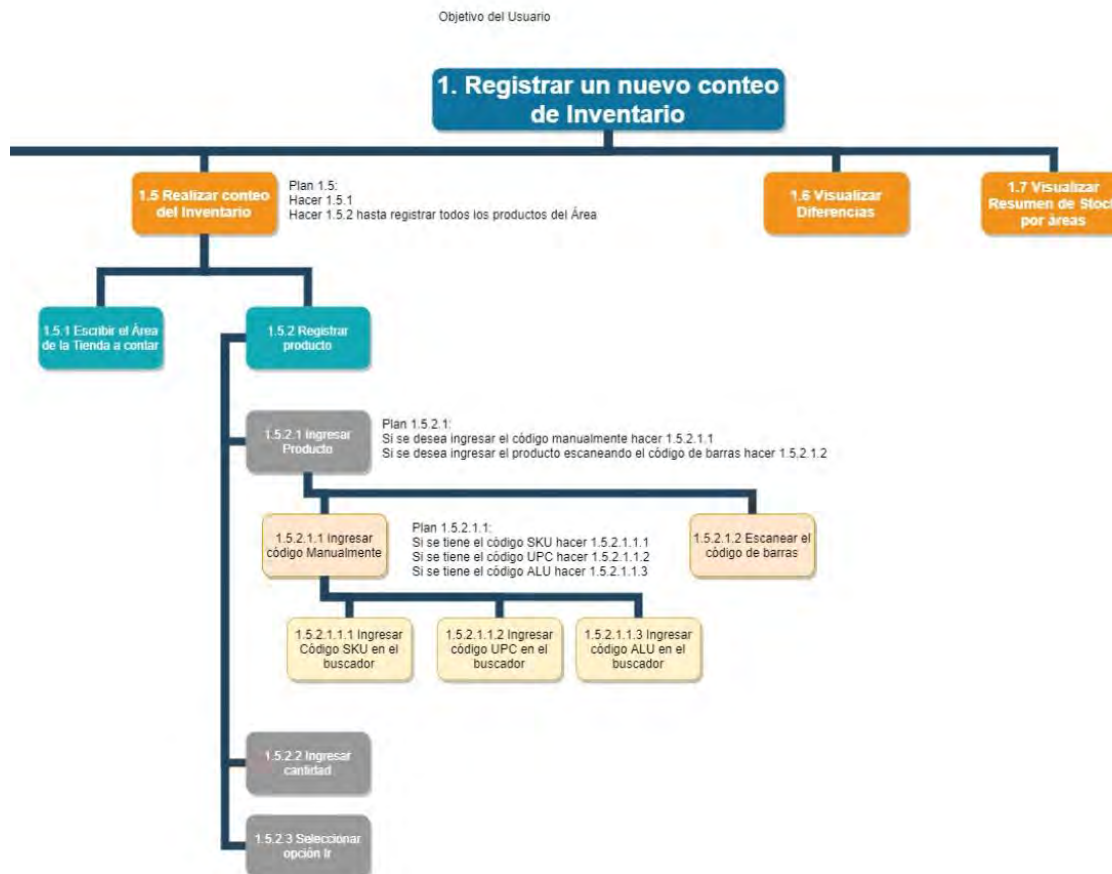 Objetivo del Usuario
1. Registrar un nuevo conteo
de Inventario
1.5 Realizar conteo
del Inventario
Plan 1.5:
Hacer 1.5.1
Hacer 1.5.2 hasta registrar todos los productos del Área
1.6 Visualizar
Diferencias
1.7 Visualizar
Resumen de Stock
por áreas
1.5.1 Escribir el Área
de la Tienda a contar
1.5.2 Registrar
producto
1.5.2.1 Ingresar
Producto
Plan 1.5.2.1:
Si se desea ingresar el código manualmente hacer 1.5.2.1.1
Si se desea ingresar el producto escaneando el código de barras hacer 1.5.2.1.2
1.5.2.1.1 Ingresar
código Manualmente
Plan 1.5.2.1.1:
Si se tiene el código SKU hacer 1.5.2.1.1.1
Si se tiene el código UPC hacer 1.5.2.1.1.2
Si se tiene el código ALU hacer 1.5.2.1.1.3
1.5.2.1.2 Escanear el
código de barras
1.5.2.1.1.1 Ingresar
Código SKU en el
buscador
1.5.2.1.1.2 Ingresar
código UPC en el
buscador
1.5.2.1.1.3 Ingresar
código ALU en el
buscador
1.5.2.2 Ingresar
cantidad
1.5.2.3 Seleccionar
opción Ir